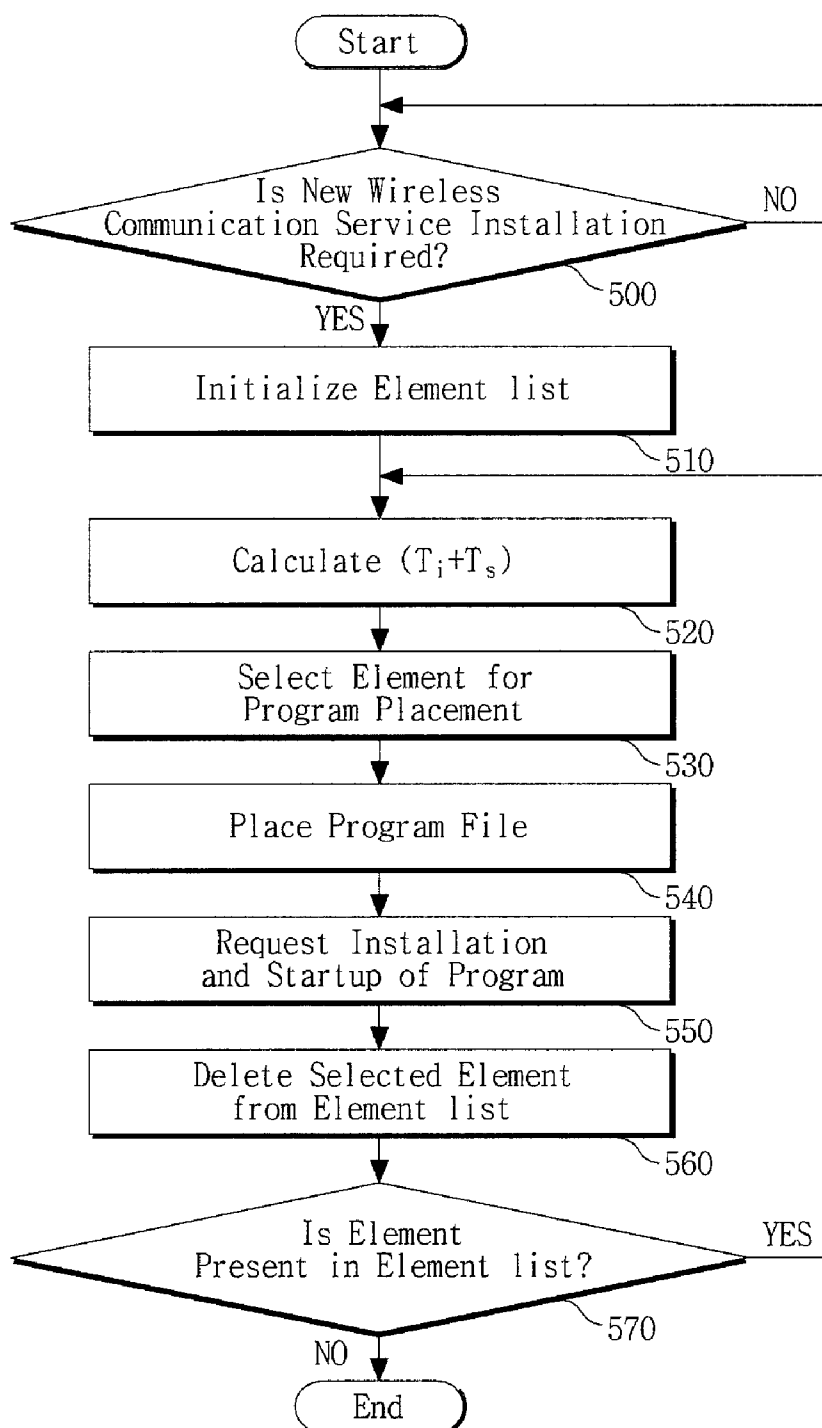 Start
Is New Wireless
Communication Service Installation
Required?
NO
500
YES
Initialize Element list
510
Calculate (Ti+Ts)
520
Select Element for
Program Placement
530
Place Program File
540
Request Installation
and Startup of Program
550
Delete Selected Element
from Element list
560
Is Element
Present in Element list?
YES
570
NO
End